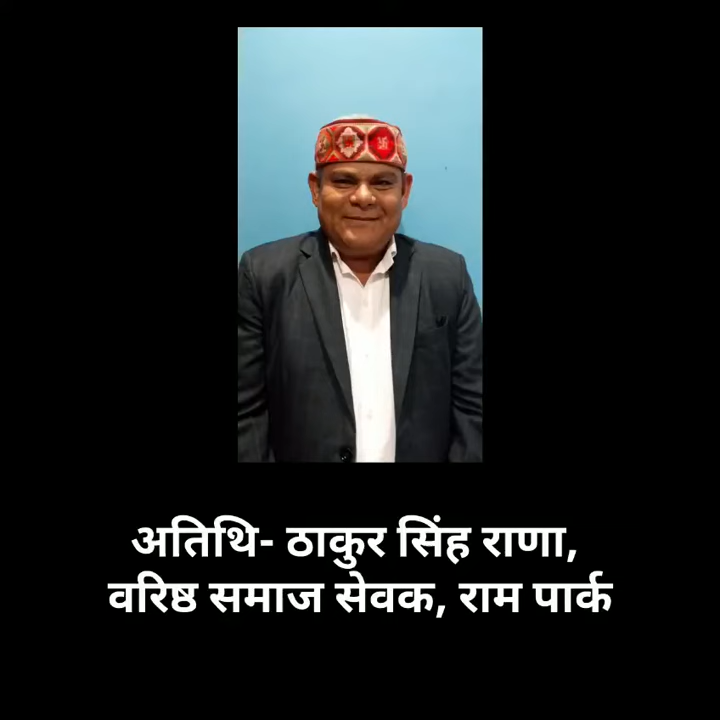 अतिथि- ठाकुर सिंह राणा,
वरिष्ठ समाज सेवक, राम पार्क